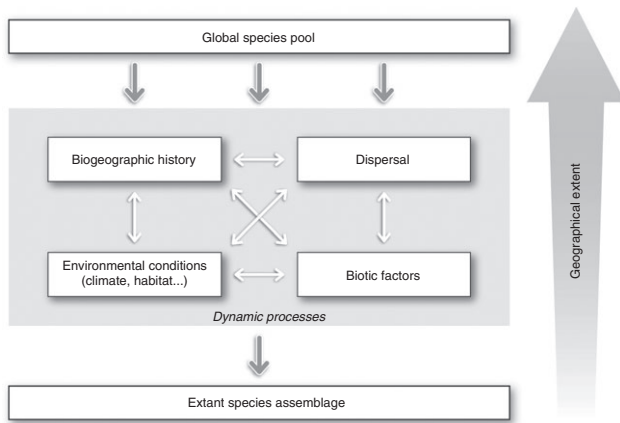 Global species pool
Biogeographic history
Dispersal
Environmental conditions
(climate, habitat...)
Biotic factors
Dynamic processes
Extant species assemblage
Geographical extent